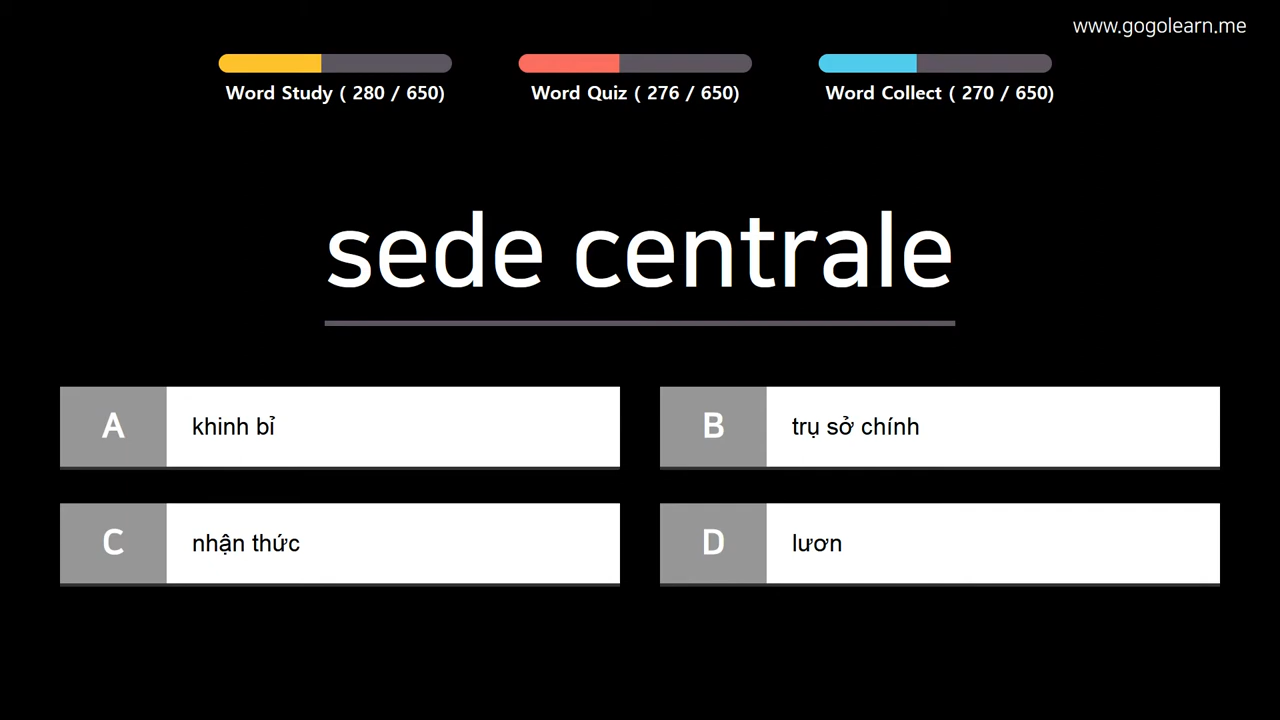 www.gogolearn.me
Word Study ( 280 / 650)
Word Quiz ( 276 / 650)
Word Collect ( 270 / 650)
sede centrale
A
khinh bỉ
B
trụ sở chính
C
nhận thức
D
lươn